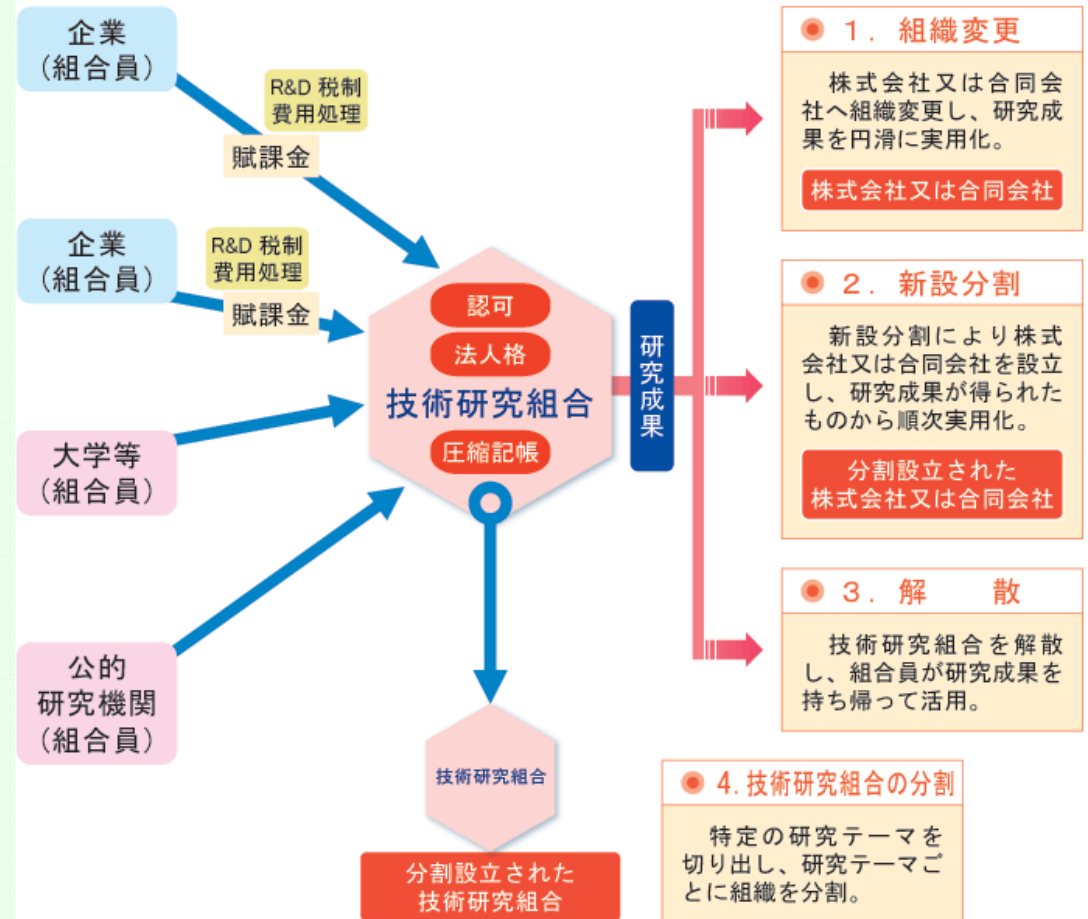 企業
（組合員）
R&D 税制
費用処理
賦課金
企業
（組合員）
R&D 税制
費用処理
賦課金
大学等
（組合員）
公的
研究機関
（組合員）
認可
法人格
技術研究組合
圧縮記帳
研究成果
技術研究組合
分割設立された
技術研究組合
１．組織変更
株式会社又は合同会
社へ組織変更し、研究成
果を円滑に実用化。
株式会社又は合同会社
２．新設分割
新設分割により株式
会社又は合同会社を設立
し、研究成果が得られた
ものから順次実用化。
分割設立された
株式会社又は合同会社
３．解　　散
技術研究組合を解散
し、組合員が研究成果を
持ち帰って活用。
4.技術研究組合の分割
特定の研究テーマを
切り出し、研究テーマご
とに組織を分割。